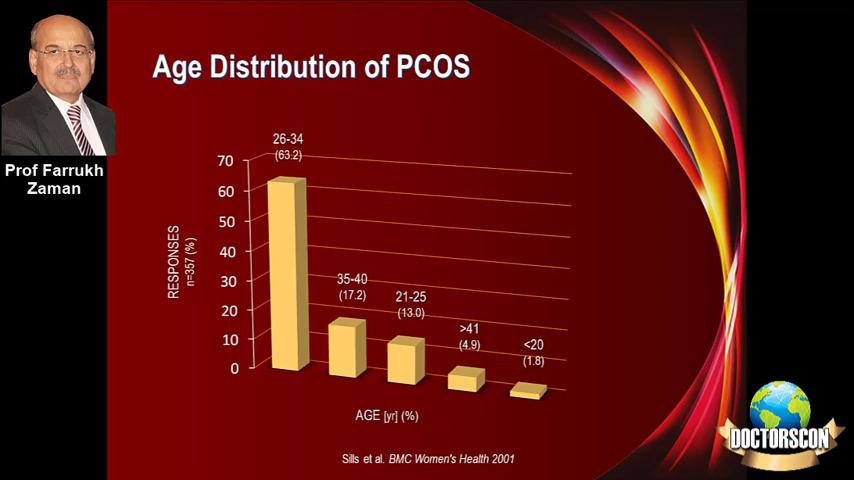 Age Distribution of PCOS
Prof Farrukh
Zaman
26-34
(63.2)
70
60
50
40
30
20
10
0
RESPONSES
n=357 (%)
35-40
(17.2)
21-25
(13.0)
>41
(4.9)
<20
(1.8)
AGE [yr] (%)
Sills et al. BMC Women's Health 2001
DOCTORSCON